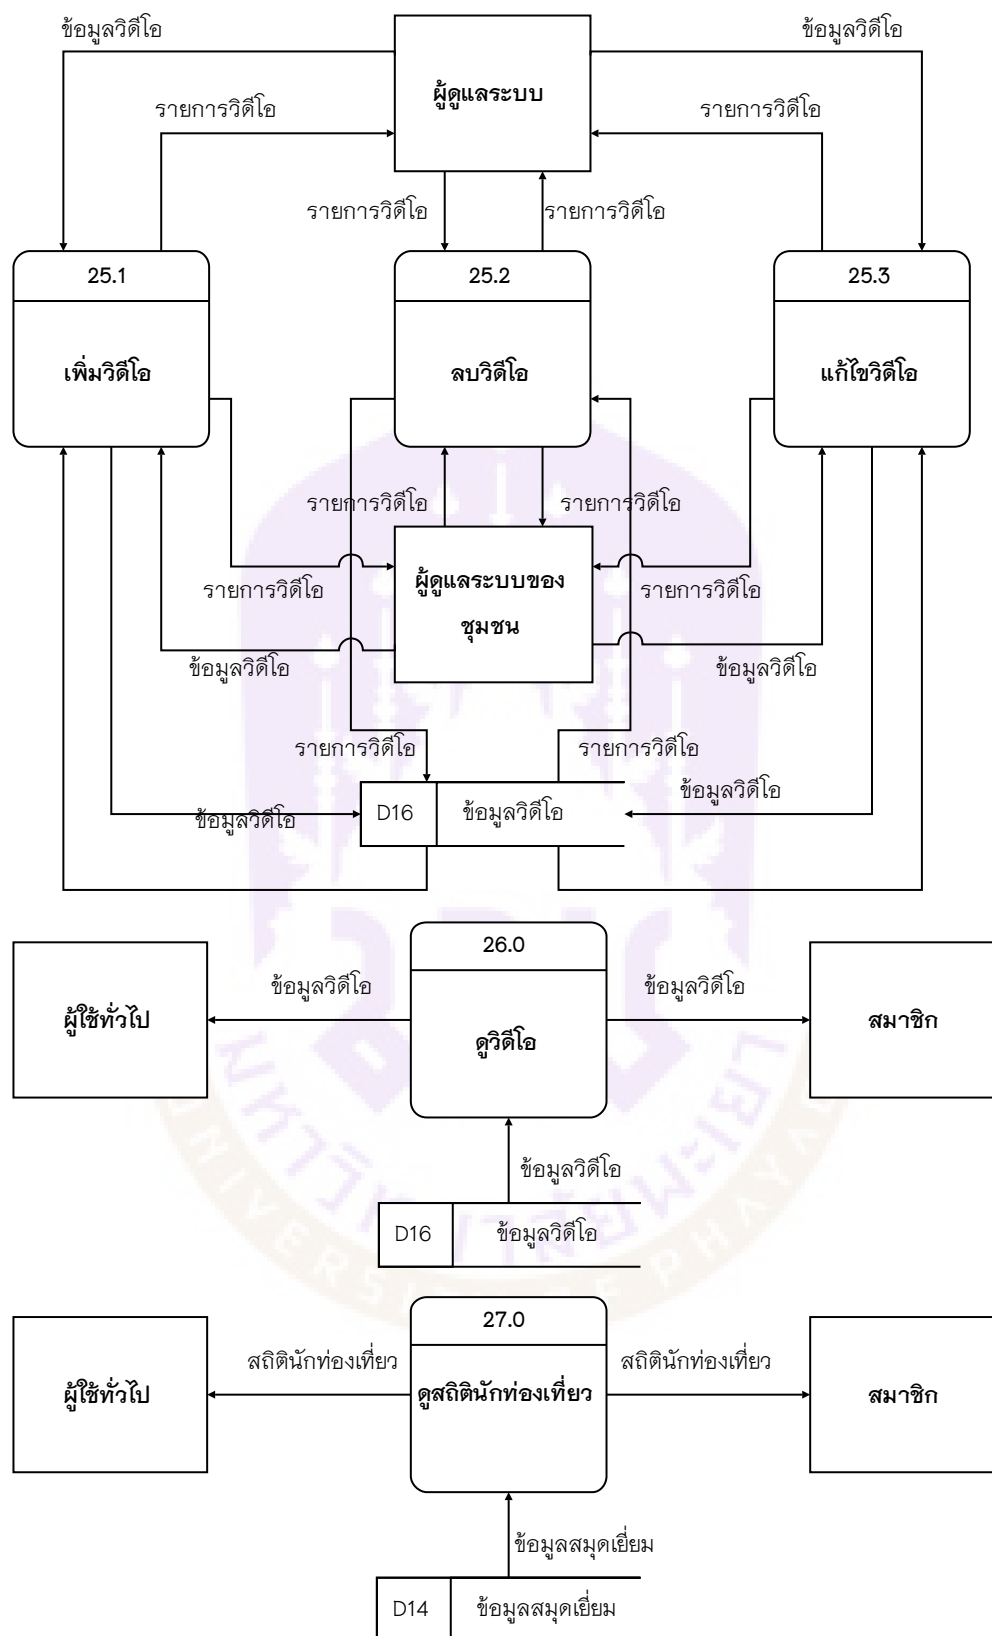 ข้อมูลวิดีโอ
ข้อมูลวิดีโอ
ผู้ดูแลระบบ
รายการวิดีโอ
รายการวิดีโอ
รายการวิดีโอ
รายการวิดีโอ
25.1
25.2
25.3
เพิ่มวิดีโอ
ลบวิดีโอ
แก้ไขวิดีโอ
รายการวิดีโอ
รายการวิดีโอ
ผู้ดูแลระบบของ
ชุมชน
รายการวิดีโอ
รายการวิดีโอ
ข้อมูลวิดีโอ
ข้อมูลวิดีโอ
รายการวิดีโอ
รายการวิดีโอ
ข้อมูลวิดีโอ
ข้อมูลวิดีโอ
D16
ข้อมูลวิดีโอ
26.0
ข้อมูลวิดีโอ
ข้อมูลวิดีโอ
ผู้ใช้ทั่วไป
ดูวิดีโอ
สมาชิก
ข้อมูลวิดีโอ
D16
ข้อมูลวิดีโอ
มหาวิทยาลัยพะเยา
UNIVERSITY OF PHAYAO
27.0
สถิตินักท่องเที่ยว
สถิตินักท่องเที่ยว
ผู้ใช้ทั่วไป
ดูสถิตินักท่องเที่ยว
สมาชิก
ข้อมูลสมุดเยี่ยม
D14
ข้อมูลสมุดเยี่ยม